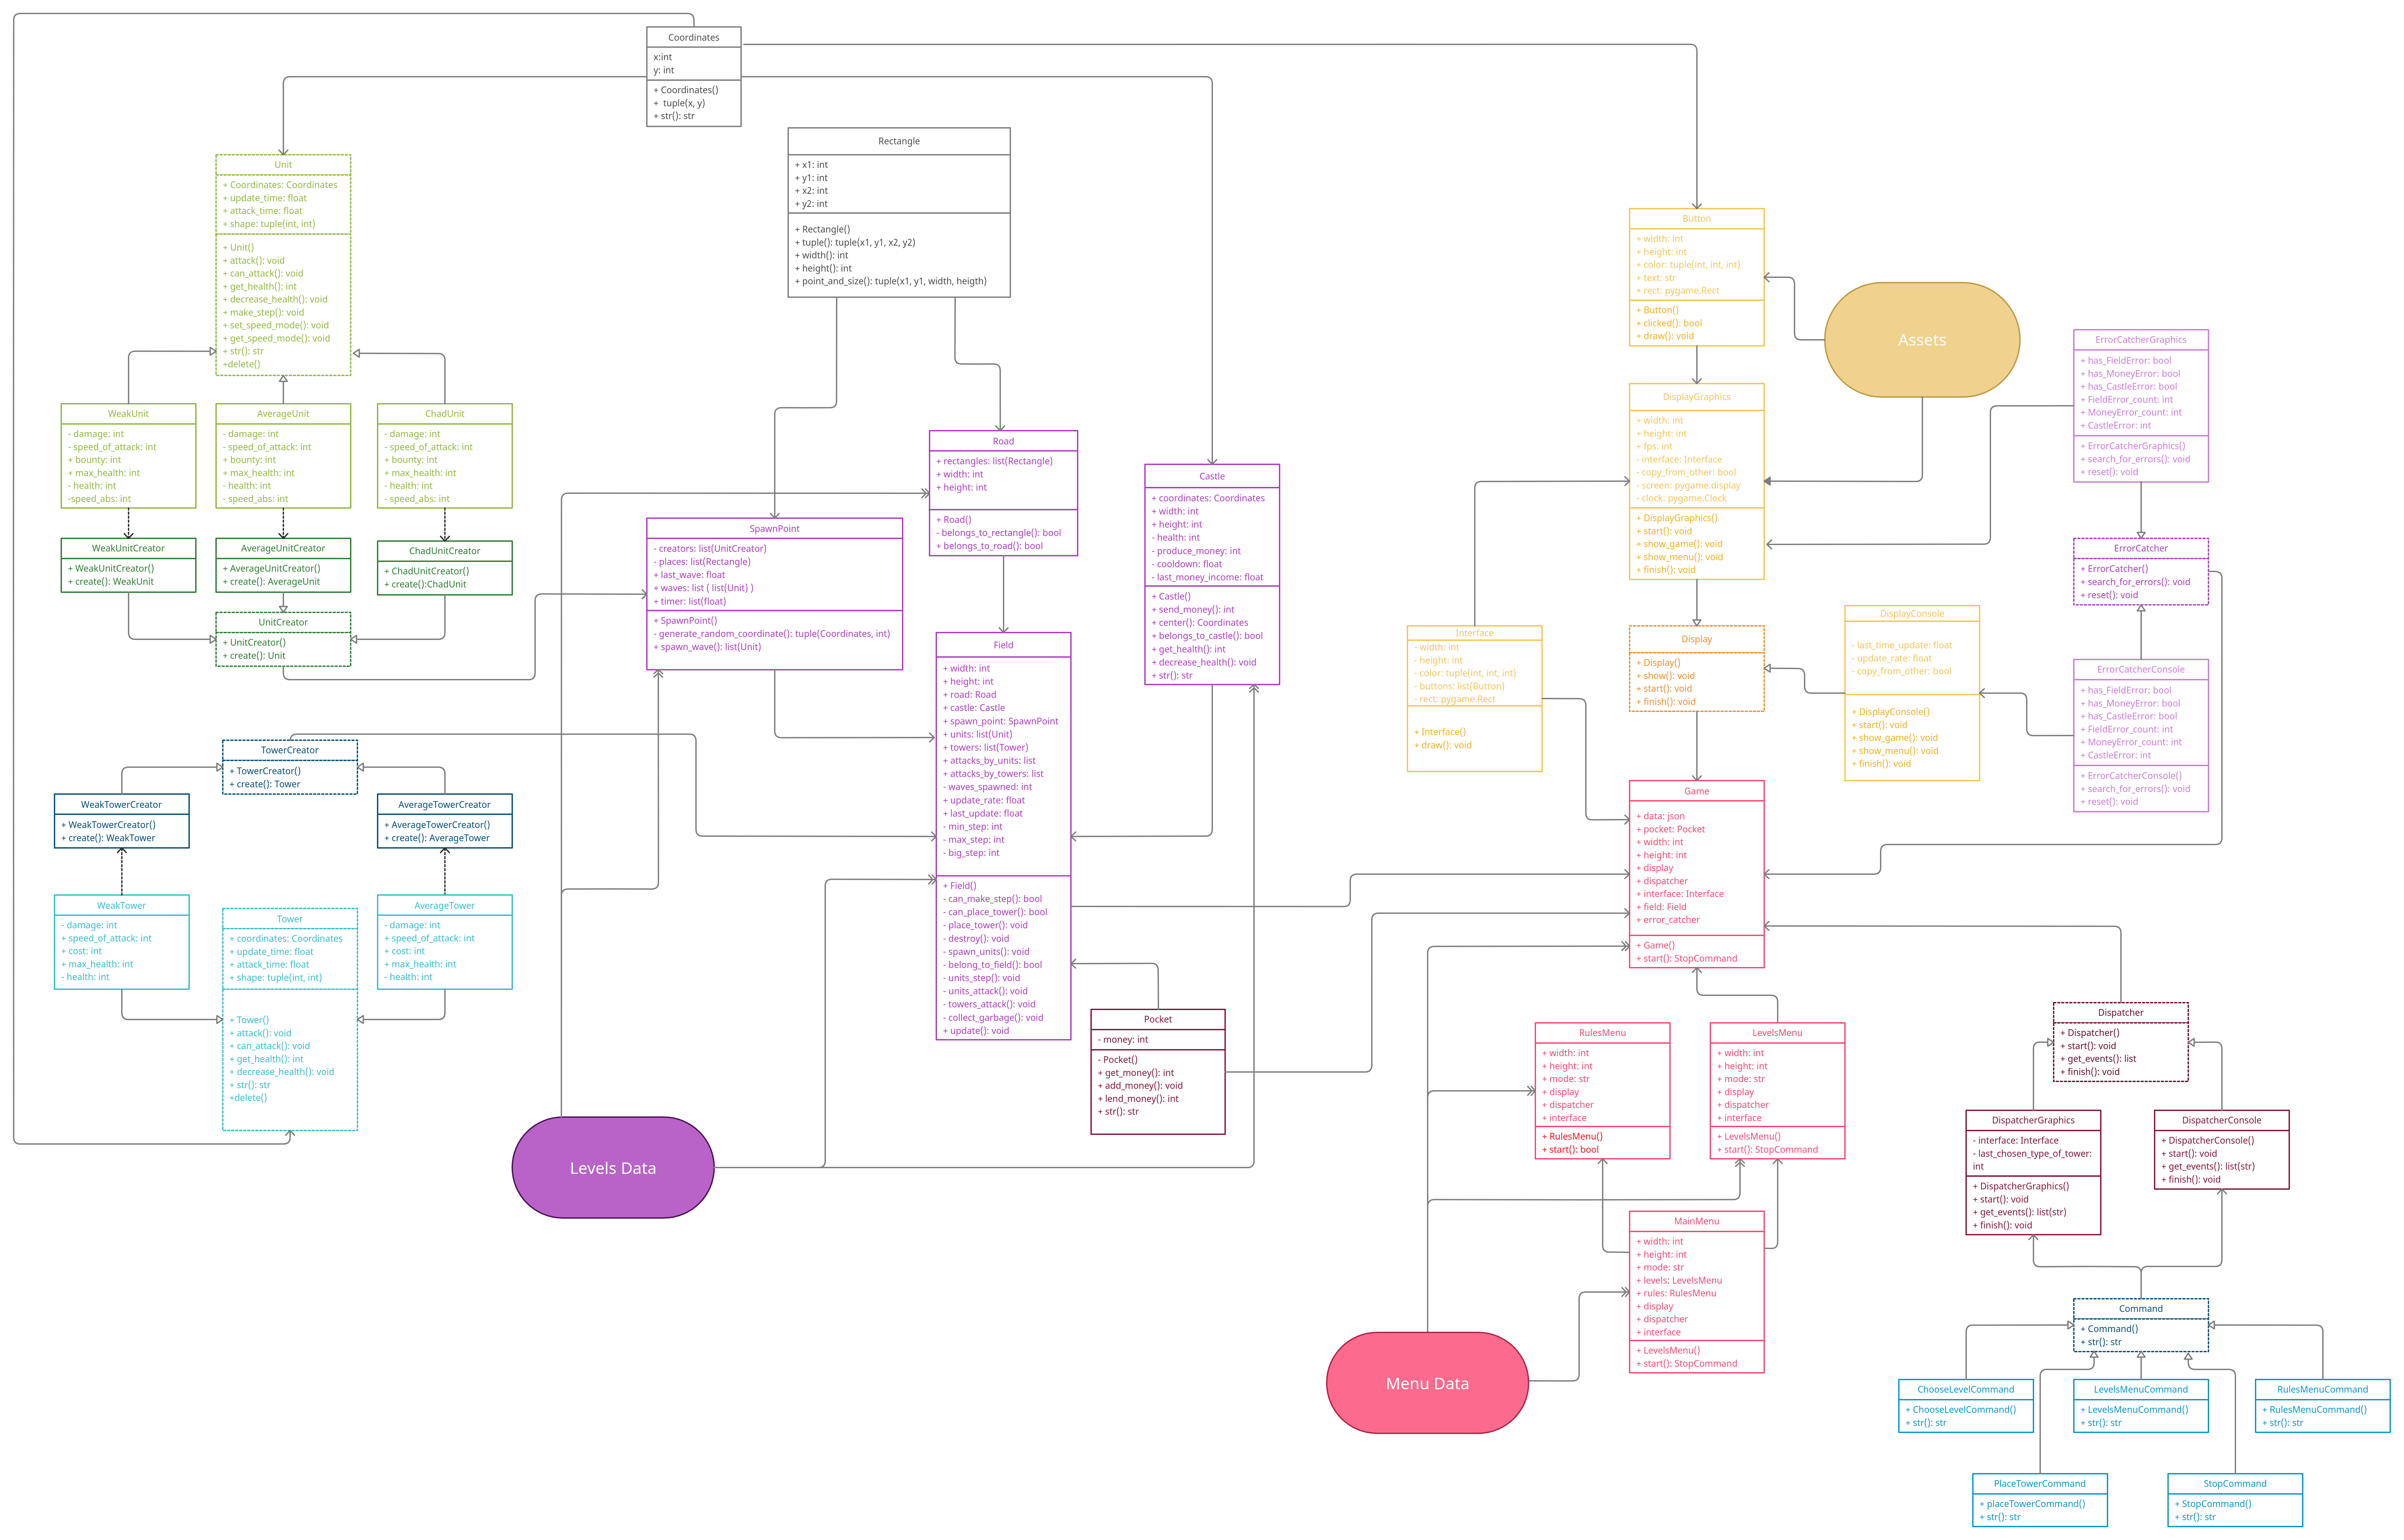 Coordinates
x:int
y: int
+ Coordinates()
+  tuple(x, y)
+ str(): str
Rectangle
+ x1: int
+ y1: int
+ x2: int
+ y2: int
+ Rectangle()
+ tuple(): tuple(x1, y1, x2, y2)
+ width(): int
+ height(): int
+ point_and_size(): tuple(x1, y1, width, heigth)
Unit
+ Coordinates: Coordinates
+ update_time: float
+ attack_time: float
+ shape: tuple(int, int)
+ Unit()
+ attack(): void
+ can_attack(): void
+ get_health(): int
+ decrease_health(): void
+ make_step(): void
+ set_speed_mode(): void
+ get_speed_mode(): void
+ str(): str
+delete()
WeakUnit
- damage: int
- speed_of_attack: int
+ bounty: int
+ max_health: int
- health: int
-speed_abs: int
AverageUnit
- damage: int
- speed_of_attack: int
+ bounty: int
+ max_health: int
- health: int
- speed_abs: int
ChadUnit
- damage: int
- speed_of_attack: int
+ bounty: int
+ max_health: int
- health: int
- speed_abs: int
WeakUnitCreator
+ WeakUnitCreator()
+ create(): WeakUnit
AverageUnitCreator
+ AverageUnitCreator()
+ create(): AverageUnit
ChadUnitCreator
+ ChadUnitCreator()
+ create():ChadUnit
UnitCreator
+ UnitCreator()
+ create(): Unit
TowerCreator
+ TowerCreator()
+ create(): Tower
WeakTowerCreator
+ WeakTowerCreator()
+ create(): WeakTower
AverageTowerCreator
+ AverageTowerCreator()
+ create(): AverageTower
WeakTower
- damage: int
+ speed_of_attack: int
+ cost: int
+ max_health: int
- health: int
Tower
+ coordinates: Coordinates
+ update_time: float
+ attack_time: float
+ shape: tuple(int, int)
+ Tower()
+ attack(): void
+ can_attack(): void
+ get_health(): int
+ decrease_health(): void
+ str(): str
+delete()
AverageTower
- damage: int
+ speed_of_attack: int
+ cost: int
+ max_health: int
- health: int
SpawnPoint
- creators: list(UnitCreator)
- places: list(Rectangle)
+ last_wave: float
+ waves: list ( list(Unit) )
+ timer: list(float)
+ SpawnPoint()
- generate_random_coordinate(): tuple(Coordinates, int)
+ spawn_wave(): list(Unit)
Road
+ rectangles: list(Rectangle)
+ width: int
+ height: int
+ Road()
- belongs_to_rectangle(): bool
+ belongs_to_road(): bool
Castle
+ coordinates: Coordinates
+ width: int
+ height: int
- health: int
- produce_money: int
- cooldown: float
- last_money_income: float
+ Castle()
+ send_money(): int
+ center(): Coordinates
+ belongs_to_castle(): bool
+ get_health(): int
+ decrease_health(): void
+ str(): str
Field
+ width: int
+ height: int
+ road: Road
+ castle: Castle
+ spawn_point: SpawnPoint
+ units: list(Unit)
+ towers: list(Tower)
+ attacks_by_units: list
+ attacks_by_towers: list
- waves_spawned: int
+ update_rate: float
+ last_update: float
- min_step: int
- max_step: int
- big_step: int
+ Field()
- can_make_step(): bool
- can_place_tower(): bool
- place_tower(): void
- destroy(): void
- spawn_units(): void
- belong_to_field(): bool
- units_step(): void
- units_attack(): void
- towers_attack(): void
- collect_garbage(): void
+ update(): void
Pocket
- money: int
- Pocket()
+ get_money(): int
+ add_money(): void
+ lend_money(): int
+ str(): str
Levels Data
Button
+ width: int
+ height: int
+ color: tuple(int, int, int)
+ text: str
+ rect: pygame.Rect
+ Button()
+ clicked(): bool
+ draw(): void
Assets
DisplayGraphics
+ width: int
+ height: int
+ fps: int
- interface: Interface
- copy_from_other: bool
- screen: pygame.display
- clock: pygame.Clock
+ DisplayGraphics()
+ start(): void
+ show_game(): void
+ show_menu(): void
+ finish(): void
ErrorCatcherGraphics
+ has_FieldError: bool
+ has_MoneyError: bool
+ has_CastleError: bool
+ FieldError_count: int
+ MoneyError_count: int
+ CastleError: int
+ ErrorCatcherGraphics()
+ search_for_errors(): void
+ reset(): void
ErrorCatcher
+ ErrorCatcher()
+ search_for_errors(): void
+ reset(): void
Interface
- width: int
- height: int
- color: tuple(int, int, int)
- buttons: list(Button)
- rect: pygame.Rect
+ Interface()
+ draw(): void
Display
+ Display()
+ show(): void
+ start(): void
+ finish(): void
DisplayConsole
- last_time_update: float
- update_rate: float
- copy_from_other: bool
+ DisplayConsole()
+ start(): void
+ show_game(): void
+ show_menu(): void
+ finish(): void
ErrorCatcherConsole
+ has_FieldError: bool
+ has_MoneyError: bool
+ has_CastleError: bool
+ FieldError_count: int
+ MoneyError_count: int
+ CastleError: int
+ ErrorCatcherConsole()
+ search_for_errors(): void
+ reset(): void
Game
+ data: json
+ pocket: Pocket
+ width: int
+ height: int
+ display
+ dispatcher
+ interface: Interface
+ field: Field
+ error_catcher
+ Game()
+ start(): StopCommand
RulesMenu
+ width: int
+ height: int
+ mode: str
+ display
+ dispatcher
+ interface
+ RulesMenu()
+ start(): bool
LevelsMenu
+ width: int
+ height: int
+ mode: str
+ display
+ dispatcher
+ interface
+ LevelsMenu()
+ start(): StopCommand
MainMenu
+ width: int
+ height: int
+ mode: str
+ levels: LevelsMenu
+ rules: RulesMenu
+ display
+ dispatcher
+ interface
+ LevelsMenu()
+ start(): StopCommand
Menu Data
Dispatcher
+ Dispatcher()
+ start(): void
+ get_events(): list
+ finish(): void
DispatcherGraphics
- interface: Interface
- last_chosen_type_of_tower:
int
+ DispatcherGraphics()
+ start(): void
+ get_events(): list(str)
+ finish(): void
DispatcherConsole
+ DispatcherConsole()
+ start(): void
+ get_events(): list(str)
+ finish(): void
Command
+ Command()
+ str(): str
ChooseLevelCommand
+ ChooseLevelCommand()
+ str(): str
LevelsMenuCommand
+ LevelsMenuCommand()
+ str(): str
RulesMenuCommand
+ RulesMenuCommand()
+ str(): str
PlaceTowerCommand
+ placeTowerCommand()
+ str(): str
StopCommand
+ StopCommand()
+ str(): str